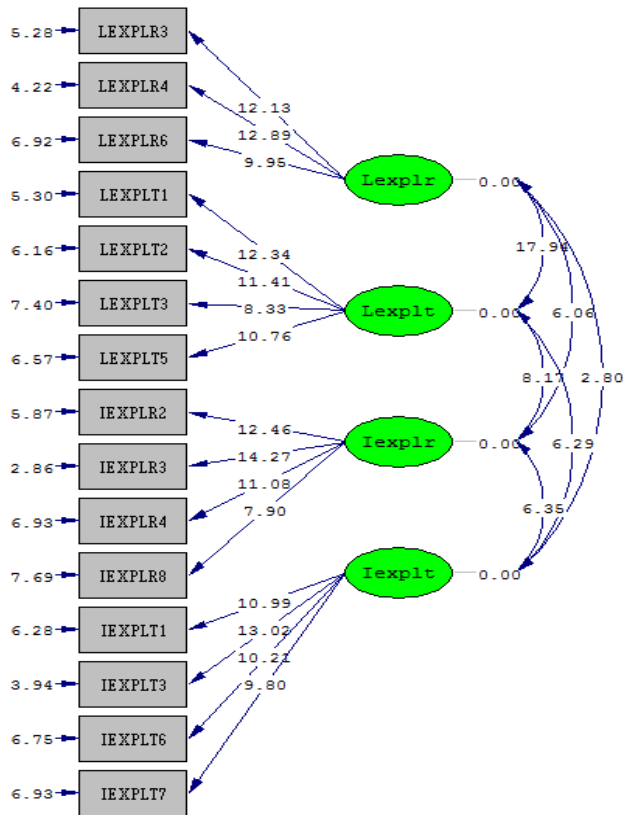 5.28 LEXPLR3
4.22 LEXPLR4
12.13
12.89
6.92 LEXPLR6
9.95
Lexplr 0.00
5.30 LEXPLT1
6.16 LEXPLT2
12.34
17.94
11.41
7.40 LEXPLT3
8.33
Lexplt 0.00
6.06
10.76
6.57 LEXPLT5
8.17
2.80
5.87 IEXPLR2
12.46
Iexplr 0.00
6.29
2.86 IEXPLR3
14.27
11.08
6.93 IEXPLR4
7.90
6.35
7.69 IEXPLR8
Iexplt 0.00
10.99
6.28 IEXPLT1
13.02
10.21
3.94 IEXPLT3
9.80
6.75 IEXPLT6
6.93 IEXPLT7